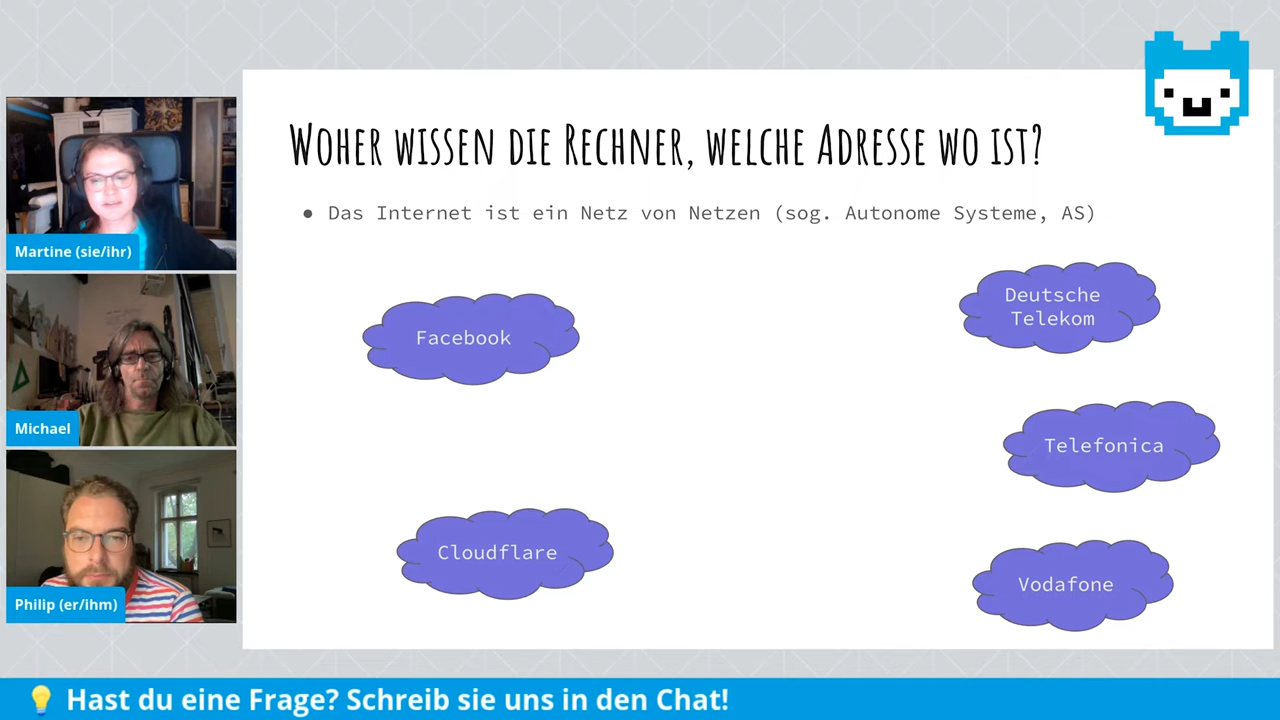 Woher wissen die Rechner, welche Adresse wo ist?
● Das Internet ist ein Netz von Netzen (sog. Autonome Systeme, AS)
Facebook
Deutsche
Telekom
Telefonica
Cloudflare
Vodafone
Martine (sie/ihr)
Michael
Philip (er/ihm)
💡 Hast du eine Frage? Schreib sie uns in den Chat!